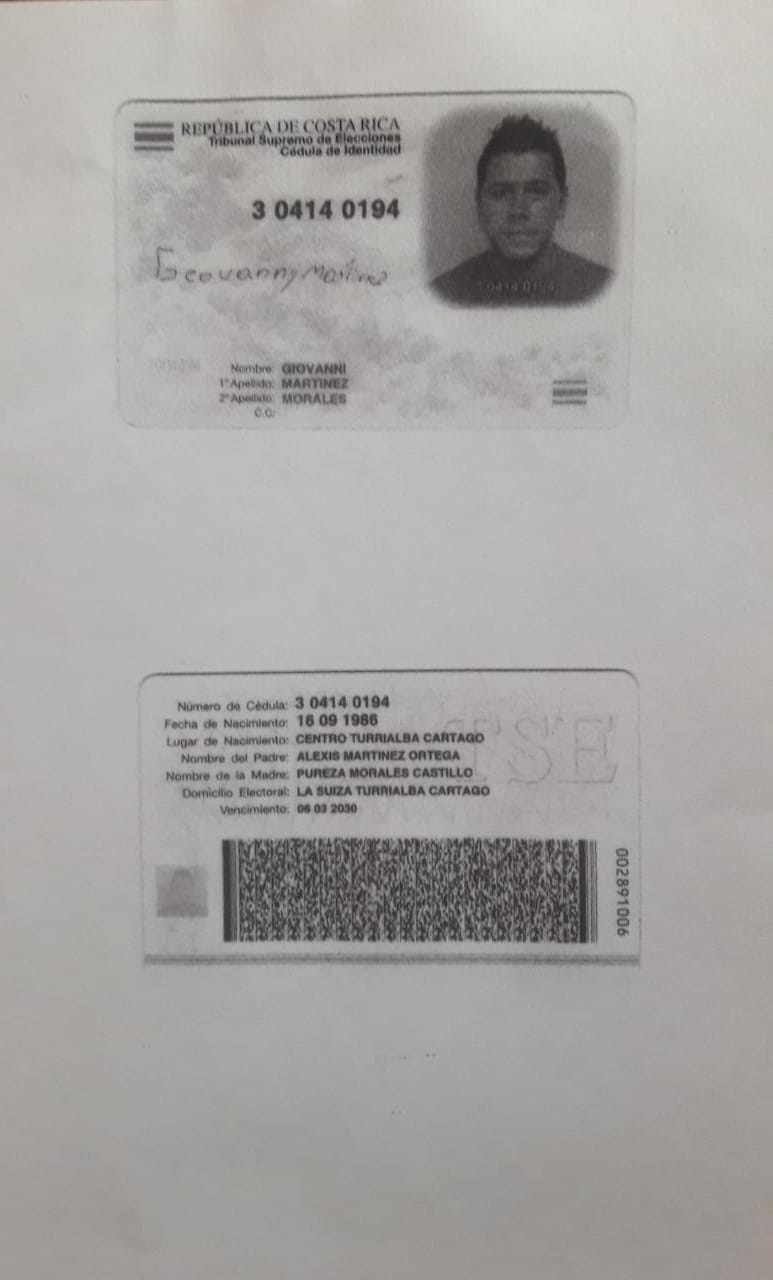 REPÚBLICA DE COSTA RICA
Tribunal Supremo de Elecciones
Cédula de Identidad
3 0414 0194
Geovanny Martinez
3 0414 0194
Nombre: GIOVANNI
1° Apellido: MARTINEZ
2° Apellido: MORALES
C.C:
Número de Cédula: 3 0414 0194
Fecha de Nacimiento: 16 09 1986
Lugar de Nacimiento: CENTRO TURRIALBA CARTAGO
Nombre del Padre: ALEXIS MARTINEZ ORTEGA
Nombre de la Madre: PUREZA MORALES CASTILLO
Domicilio Electoral: LA SUIZA TURRIALBA CARTAGO
Vencimiento: 06 03 2030
TSE
002891006